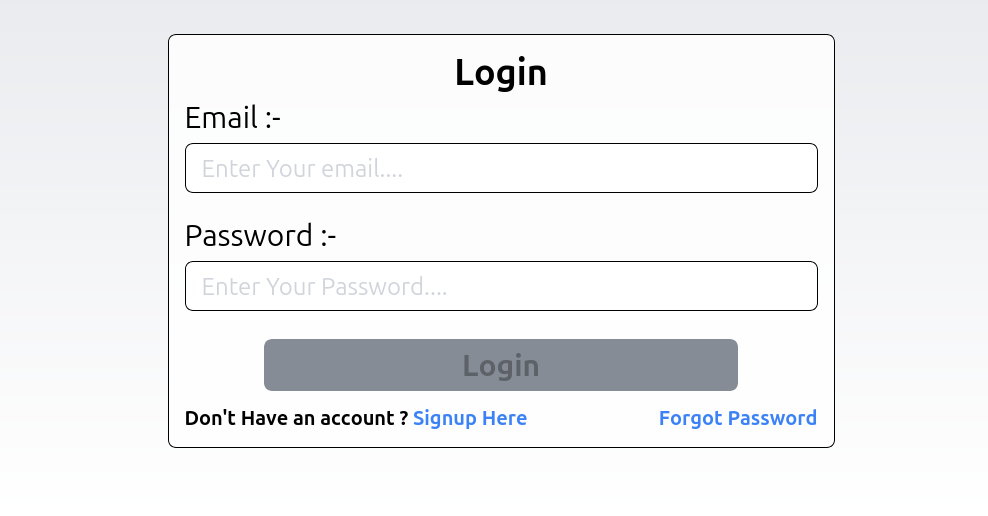 Login
Email :-
Enter Your email....
Password :-
Enter Your Password....
Login
Don't Have an account ? Signup Here Forgot Password